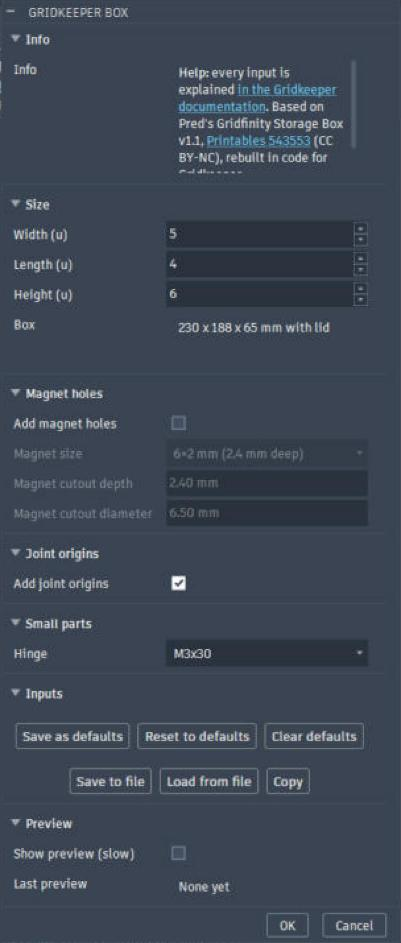 GRIDKEEPER BOX
Info
Info
Help: every input is
explained in the Gridkeeper
documentation. Based on
Pred's Gridfinity Storage Box
v1.1, Printables 543553 (CC
BY-NC), rebuilt in code for
Size
Width (u) 5
Length (u) 4
Height (u) 6
Box 230 x 188 x 65 mm with lid
Magnet holes
Add magnet holes
Magnet size 6×2 mm (2.4 mm deep)
Magnet cutout depth 2.40 mm
Magnet cutout diameter 6.50 mm
Joint origins
Add joint origins
Small parts
Hinge M3x30
Inputs
Save as defaults Reset to defaults Clear defaults
Save to file Load from file Copy
Preview
Show preview (slow)
Last preview None yet
OK Cancel